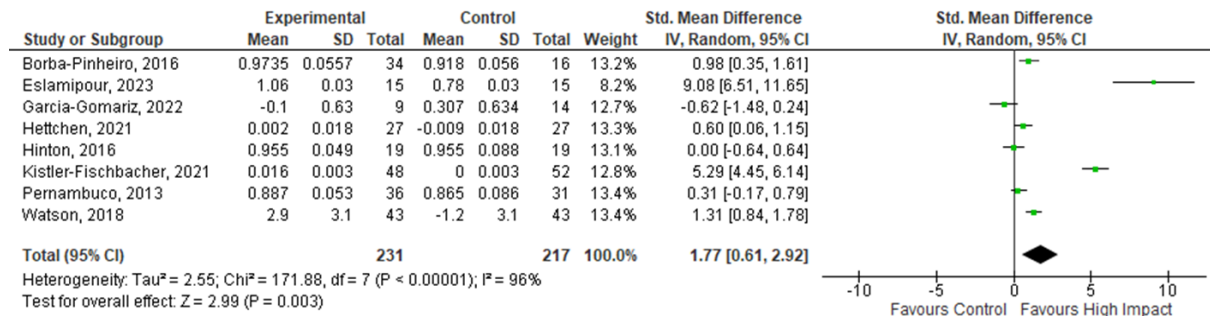 Experimental Control Std. Mean Difference Std. Mean Difference
Study or Subgroup Mean SD Total Mean SD Total Weight IV, Random, 95% CI IV, Random, 95% CI
Borba-Pinheiro, 2016 0.9735 0.0557 34 0.918 0.056 16 13.2% 0.98 [0.35, 1.61]
Eslamipour, 2023 1.06 0.03 15 0.78 0.03 15 8.2% 9.08 [6.51, 11.65]
Garcia-Gomariz, 2022 -0.1 0.63 9 0.307 0.634 14 12.7% -0.62 [-1.48, 0.24]
Hettchen, 2021 0.002 0.018 27 -0.009 0.018 27 13.3% 0.60 [0.06, 1.15]
Hinton, 2016 0.955 0.049 19 0.955 0.088 19 13.1% 0.00 [-0.64, 0.64]
Kistler-Fischbacher, 2021 0.016 0.003 48 0 0.003 52 12.8% 5.29 [4.45, 6.14]
Pernambuco, 2013 0.887 0.053 36 0.865 0.086 31 13.4% 0.31 [-0.17, 0.79]
Watson, 2018 2.9 3.1 43 -1.2 3.1 43 13.4% 1.31 [0.84, 1.78]
Total (95% CI) 231 217 100.0% 1.77 [0.61, 2.92]
Heterogeneity: Tau² = 2.55; Chi² = 171.88, df = 7 (P < 0.00001); I² = 96%
Test for overall effect: Z = 2.99 (P = 0.003)
-10 -5 0 5 10
Favours Control Favours High Impact